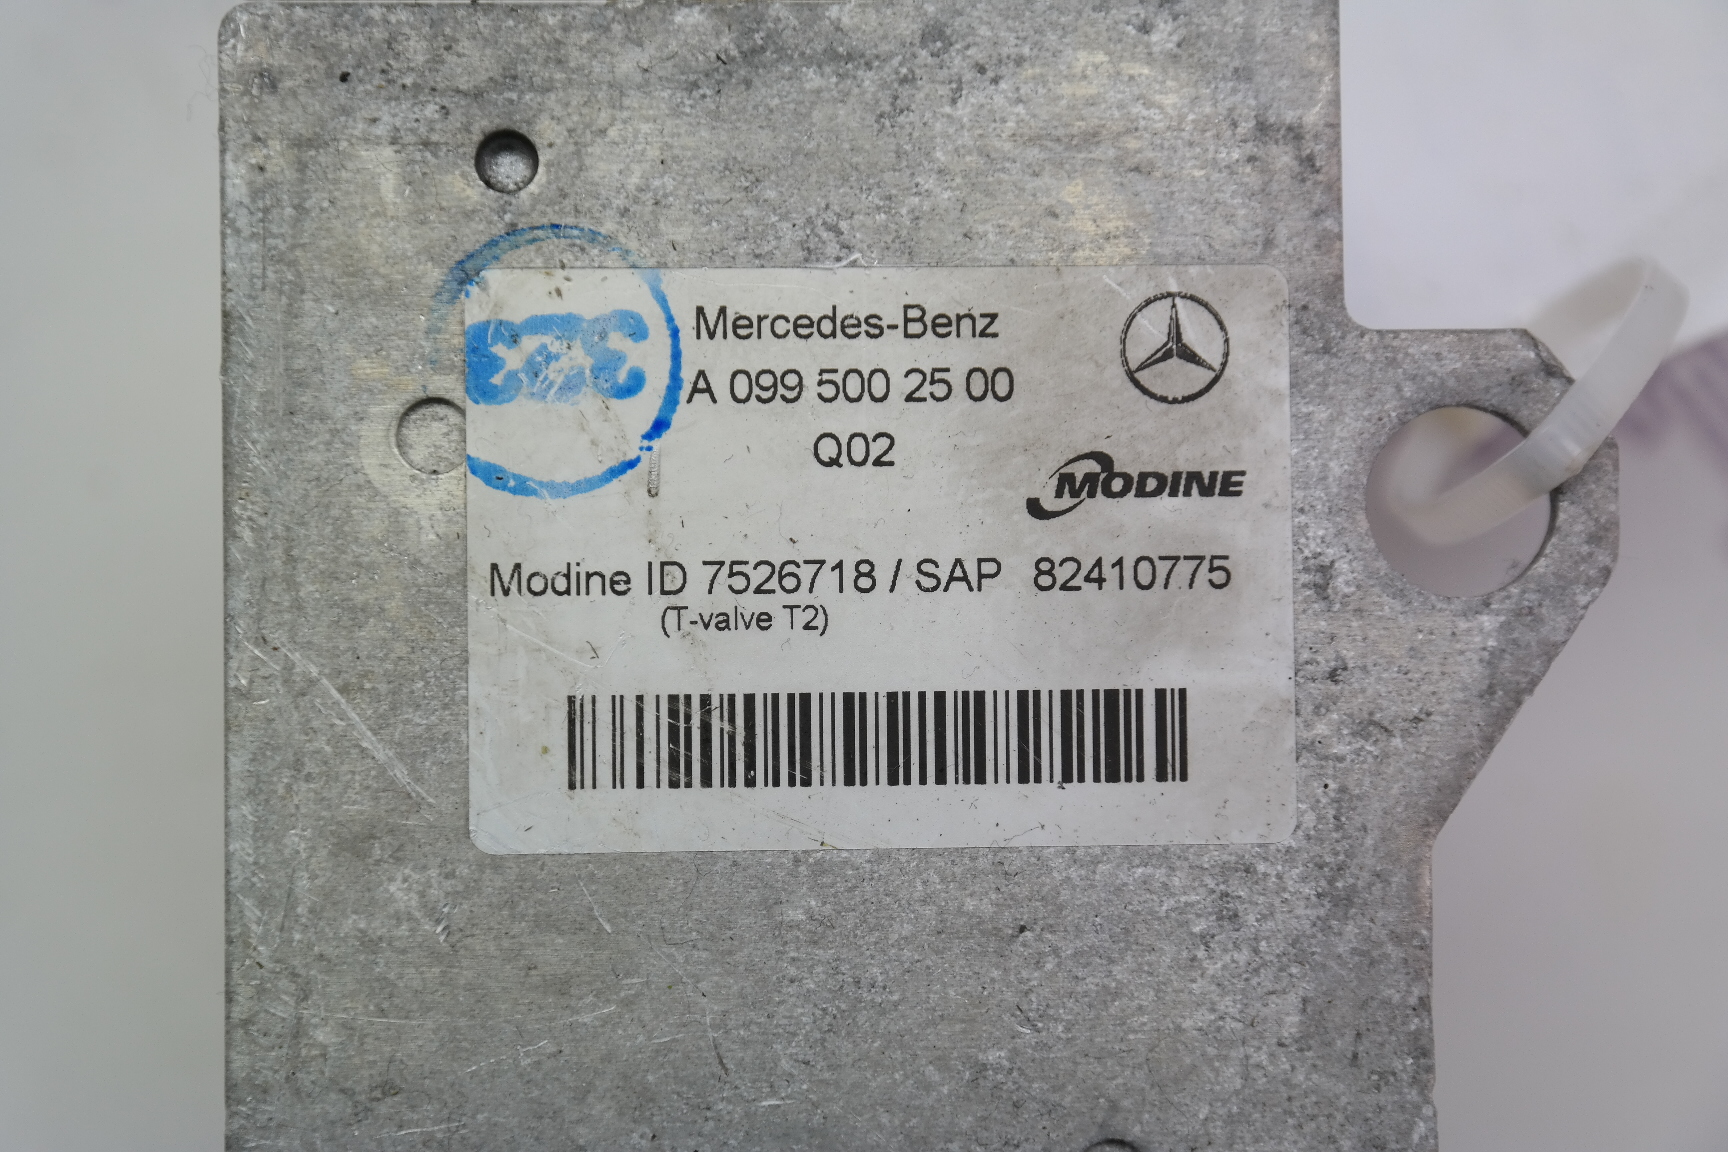 Mercedes-Benz
A 099 500 25 00
Q02
MODINE
Modine ID 7526718 / SAP 82410775
(T-valve T2)